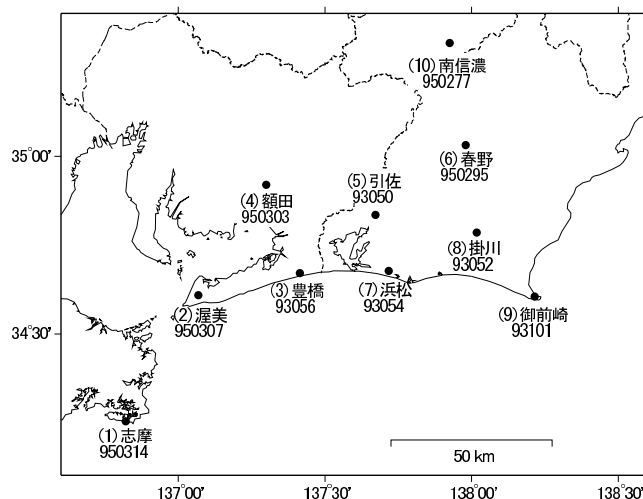 (10) 南信濃
950277
35°00′
(6) 春野
950295
(5) 引佐
93050
(4) 額田
950303
(8) 掛川
93052
(3) 豊橋
93056
(7) 浜松
93054
(2) 渥美
950307
(9) 御前崎
93101
34°30′
(1) 志摩
950314
50 km
137°00′
137°30′
138°00′
138°30′